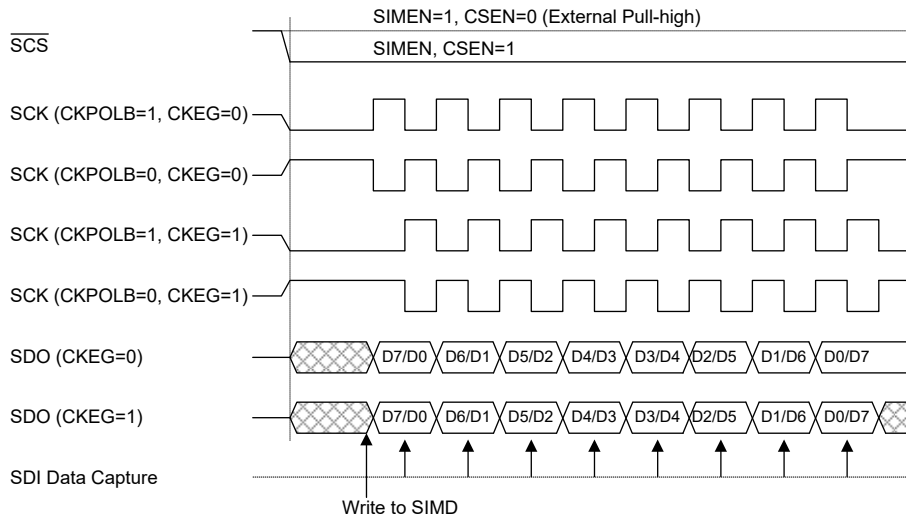 SIMEN=1, CSEN=0 (External Pull-high)
SCS
SIMEN, CSEN=1
SCK (CKPOLB=1, CKEG=0)
SCK (CKPOLB=0, CKEG=0)
SCK (CKPOLB=1, CKEG=1)
SCK (CKPOLB=0, CKEG=1)
SDO (CKEG=0) D7/D0 D6/D1 D5/D2 D4/D3 D3/D4 D2/D5 D1/D6 D0/D7
SDO (CKEG=1) D7/D0 D6/D1 D5/D2 D4/D3 D3/D4 D2/D5 D1/D6 D0/D7
SDI Data Capture
Write to SIMD